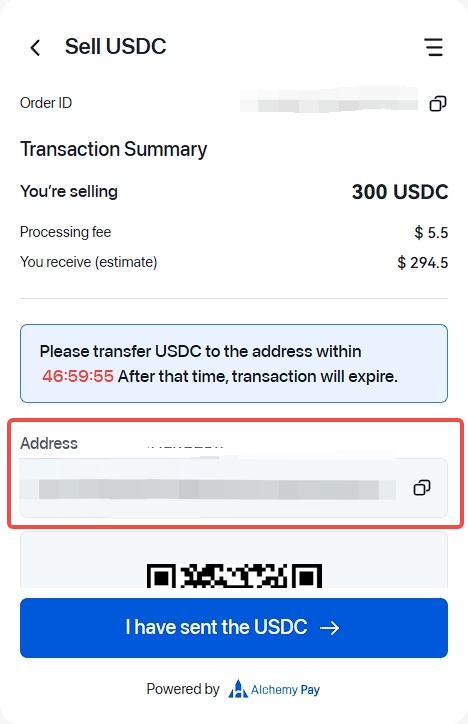 Sell USDC
Order ID
Transaction Summary
You're selling 300 USDC
Processing fee $ 5.5
You receive (estimate) $ 294.5
Please transfer USDC to the address within
46:59:55 After that time, transaction will expire.
Address
I have sent the USDC →
Powered by Alchemy Pay